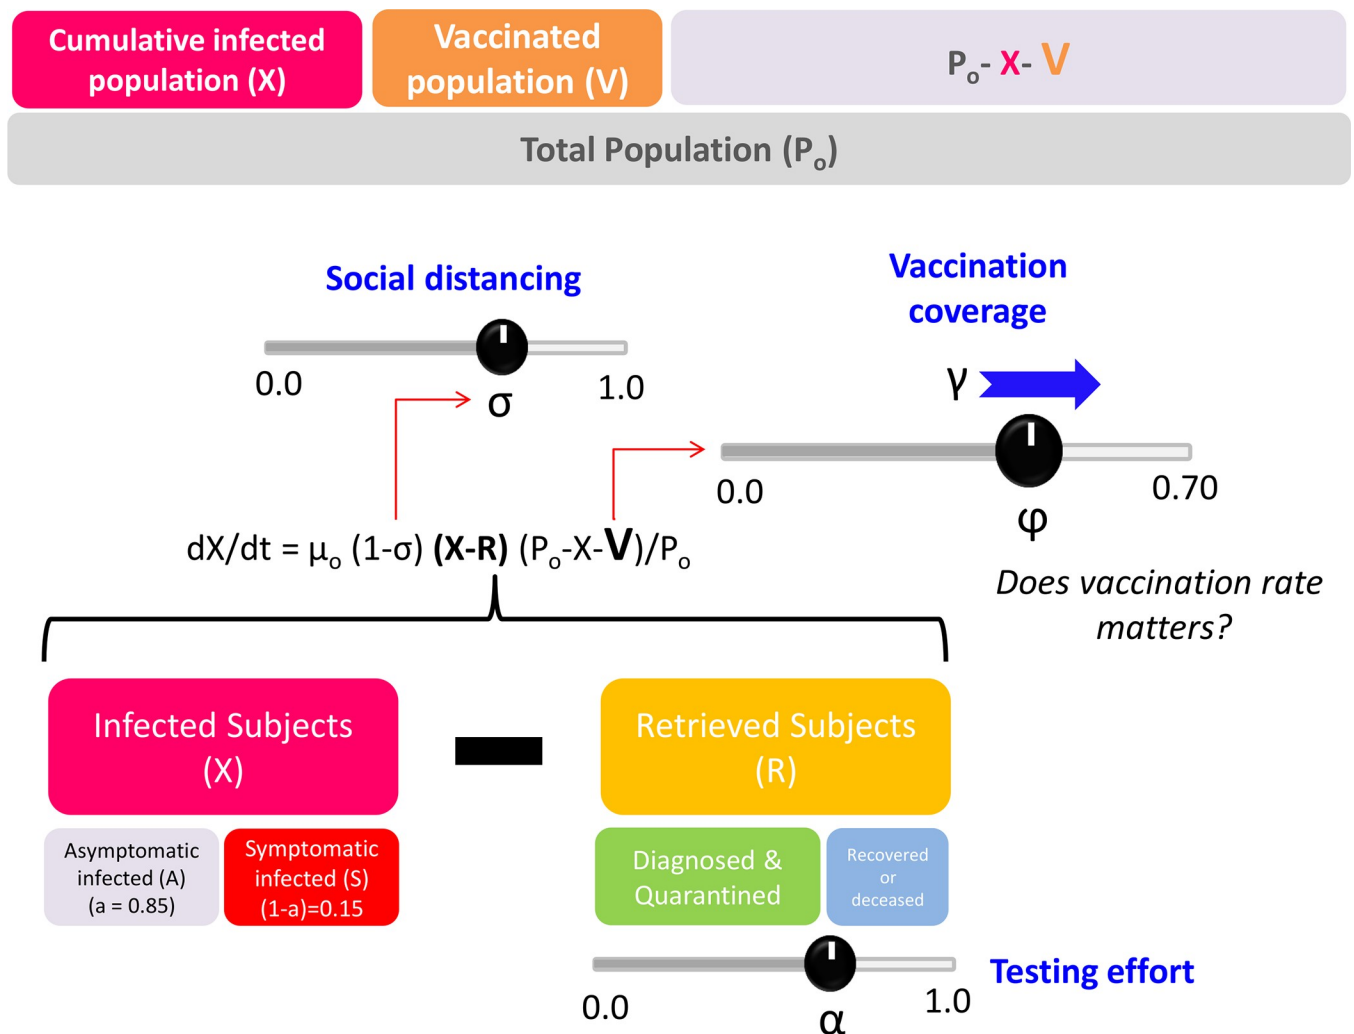 Cumulative infected
population (X)
Vaccinated
population (V)
Pₒ- X- V
Total Population (Pₒ)
Social distancing
0.0
1.0
σ
Vaccination
coverage
γ
0.0
0.70
φ
dX/dt = μₒ (1-σ) (X-R) (Pₒ-X-V)/Pₒ
Does vaccination rate
matters?
Infected Subjects
(X)
Retrieved Subjects
(R)
Asymptomatic
infected (A)
(a = 0.85)
Symptomatic
infected (S)
(1-a)=0.15
Diagnosed &
Quarantined
Recovered
or
deceased
0.0
1.0
α
Testing effort